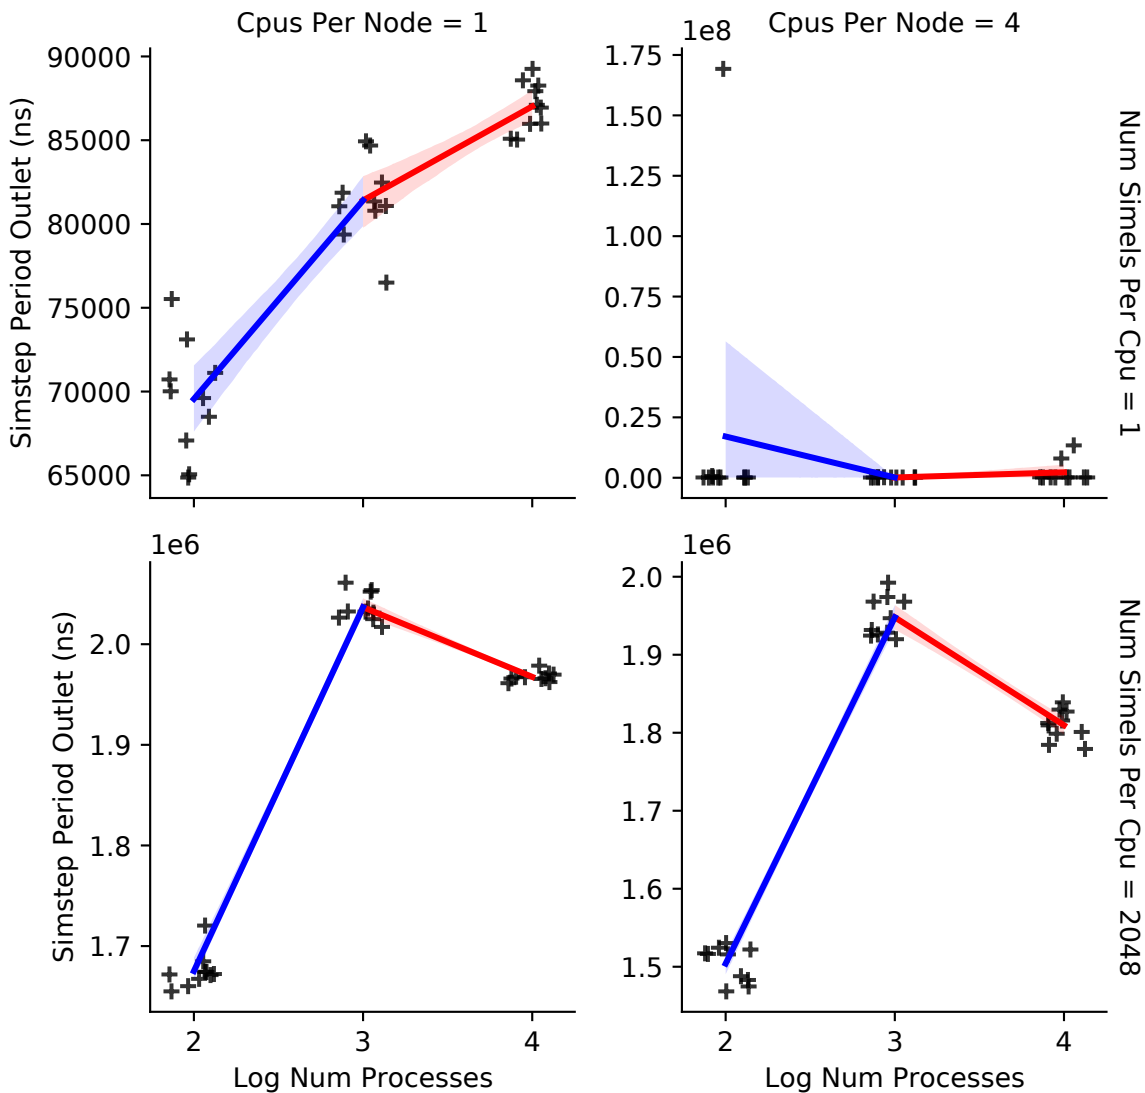 Cpus Per Node = 1
Cpus Per Node = 4
1e8
Simstep Period Outlet (ns)
90000
85000
80000
75000
70000
65000
1.75
1.50
1.25
1.00
0.75
0.50
0.25
0.00
Num Simels Per Cpu = 1
1e6
1e6
Simstep Period Outlet (ns)
2.0
1.9
1.8
1.7
2.0
1.9
1.8
1.7
1.6
1.5
Num Simels Per Cpu = 2048
2
3
4
2
3
4
Log Num Processes
Log Num Processes